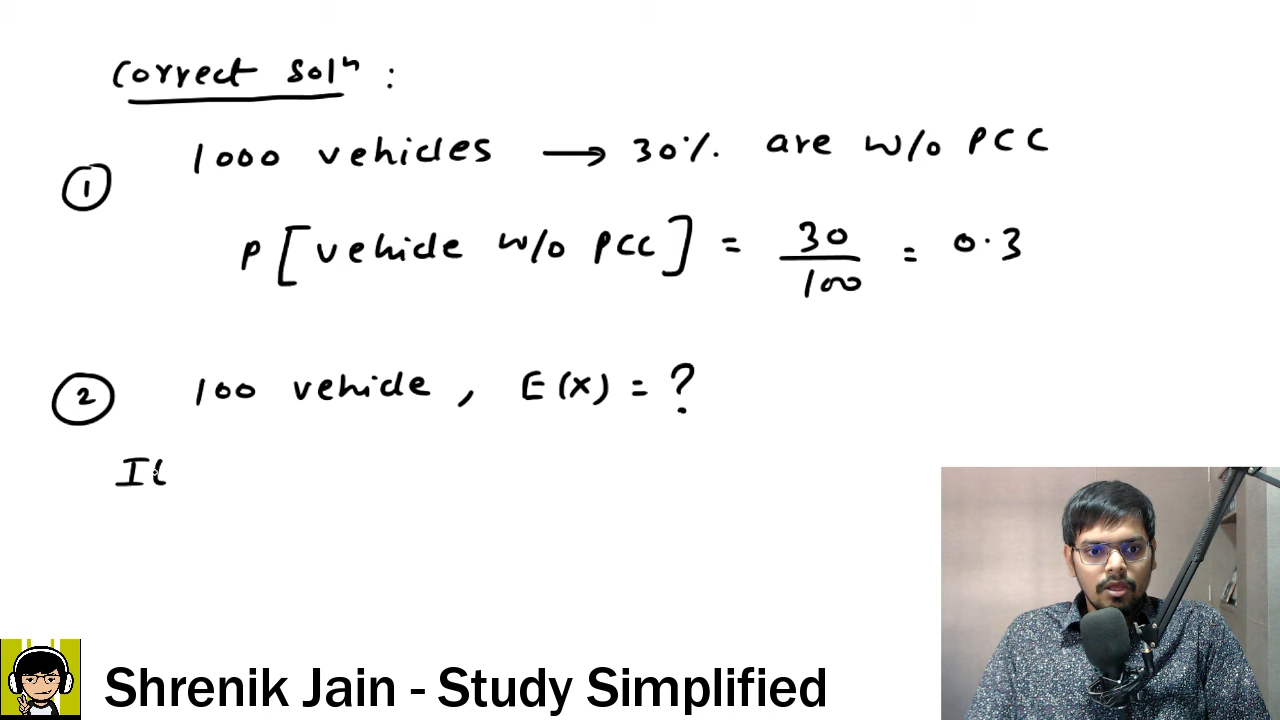 Correct Solⁿ :
1000 vehicles → 30% are w/o PCC
①
P [vehicle w/o PCC] = 30/100 = 0.3
② 100 vehicle, E(X) = ?
Shrenik Jain - Study Simplified